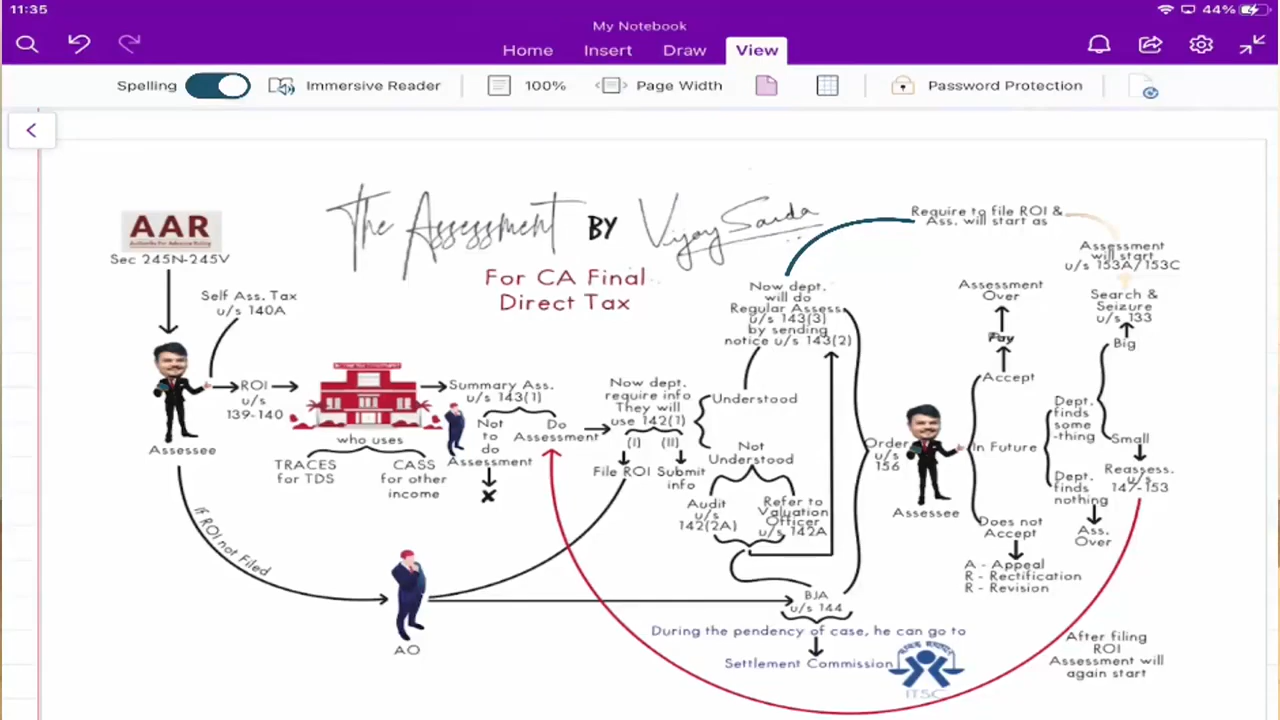 11:35
44%
My Notebook
Home
Insert
Draw
View
Spelling
Immersive Reader
100%
Page Width
Password Protection
AAR
Authority For Advance Ruling
Sec 245N-245V
The Assessment BY Vijay Sarda
For CA Final
Direct Tax
Self Ass. Tax
u/s 140A
Assessee
ROI
u/s
139-140
who uses
TRACES
for TDS
CASS
for other
income
Summary Ass.
u/s 143(1)
Not
to
do
Assessment
Do
Assessment
Now dept.
require info
They will
use 142(1)
(I)
(II)
File ROI
Submit
info
Understood
Not
Understood
Audit
u/s
142(2A)
Refer to
Valuation
Officer
u/s 142A
Now dept.
will do
Regular Assess.
u/s 143(3)
by sending
notice u/s 143(2)
Require to file ROI &
Ass. will start as
Assessment
will start
u/s 153A/153C
Search &
Seizure
u/s 133
Big
Small
Reassess.
u/s
147-153
Dept.
finds
some
-thing
Dept.
finds
nothing
Ass.
Over
Assessment
Over
Pay
Accept
In Future
Does not
Accept
A - Appeal
R - Rectification
R - Revision
Order
u/s
156
Assessee
If ROI not Filed
AO
BJA
u/s 144
During the pendency of case, he can go to
Settlement Commission
ITSC
After filing
ROI
Assessment will
again start